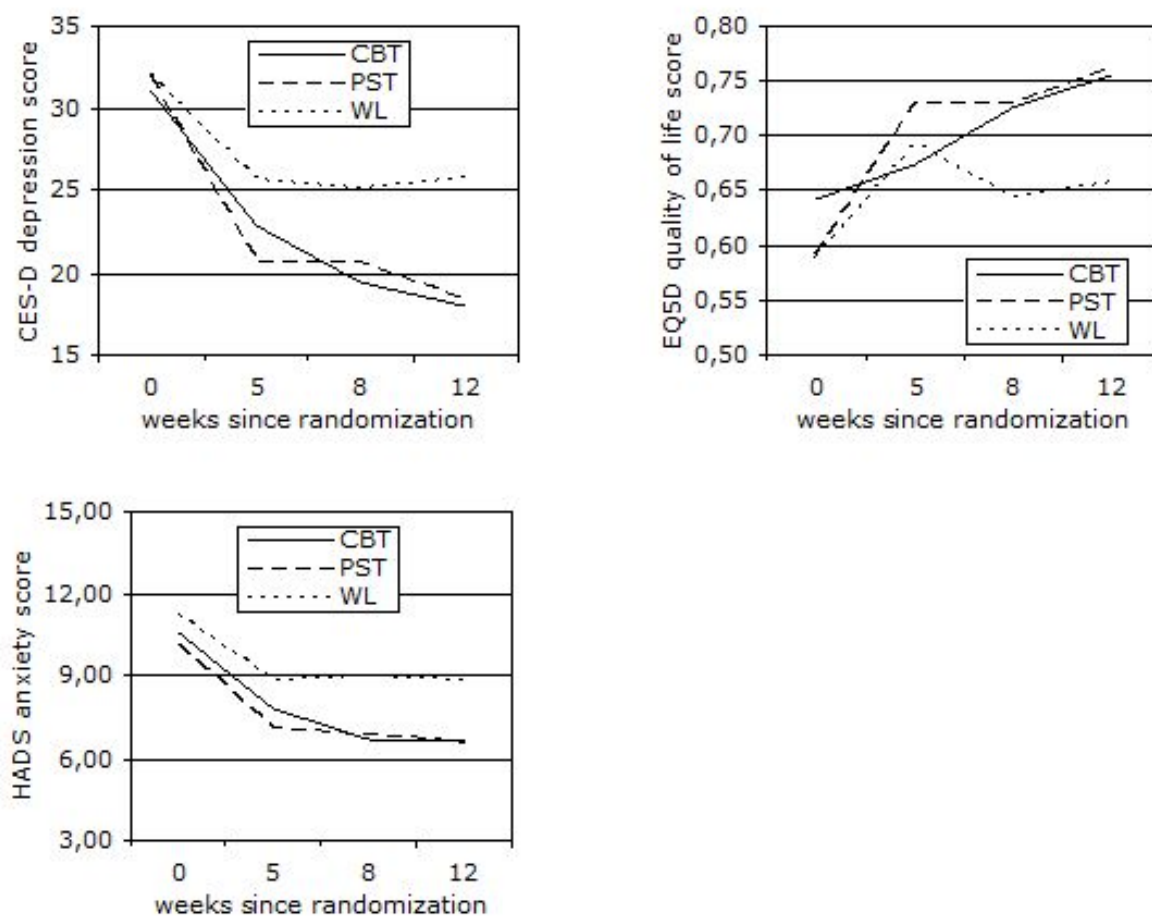 CES-D depression score
35
30
25
20
15
CBT
PST
WL
0 5 8 12
weeks since randomization
EQ5D quality of life score
0,80
0,75
0,70
0,65
0,60
0,55
0,50
CBT
PST
WL
0 5 8 12
weeks since randomization
HADS anxiety score
15,00
12,00
9,00
6,00
3,00
CBT
PST
WL
0 5 8 12
weeks since randomization